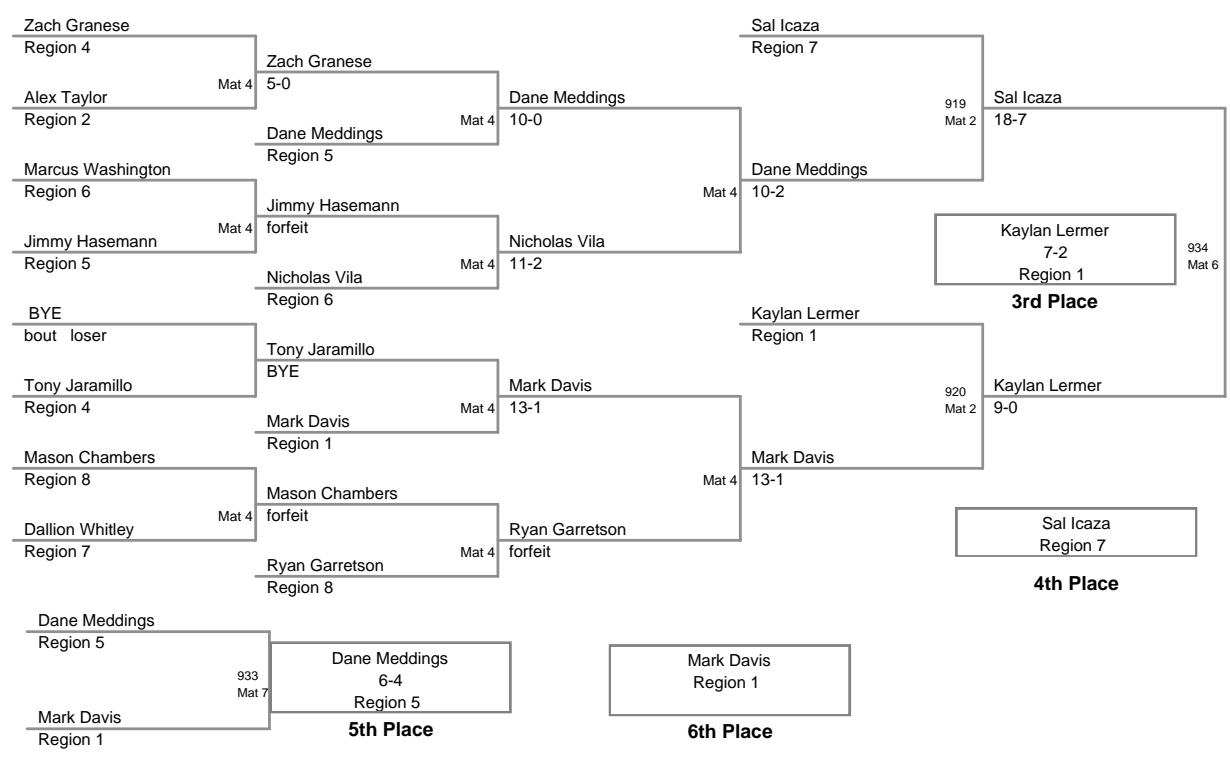 Zach Granese
Region 4
Mat 4
Alex Taylor
Region 2
Marcus Washington
Region 6
Mat 4
Jimmy Hasemann
Region 5
BYE
bout loser
Tony Jaramillo
Region 4
Mason Chambers
Region 8
Mat 4
Dallion Whitley
Region 7
Zach Granese
5-0
Mat 4
Dane Meddings
Region 5
Jimmy Hasemann
forfeit
Mat 4
Nicholas Vila
Region 6
Tony Jaramillo
BYE
Mat 4
Mark Davis
Region 1
Mason Chambers
forfeit
Mat 4
Ryan Garretson
Region 8
Dane Meddings
10-0
Mat 4
Nicholas Vila
11-2
Mark Davis
13-1
Mat 4
Ryan Garretson
forfeit
Sal Icaza
Region 7
919
Mat 2
Dane Meddings
10-2
Kaylan Lermer
Region 1
920
Mat 2
Mark Davis
13-1
Sal Icaza
18-7
934
Mat 6
Kaylan Lermer
9-0
Kaylan Lermer
7-2
Region 1
3rd Place
Sal Icaza
Region 7
4th Place
Dane Meddings
Region 5
933
Mat 7
Mark Davis
Region 1
Dane Meddings
6-4
Region 5
5th Place
Mark Davis
Region 1
6th Place